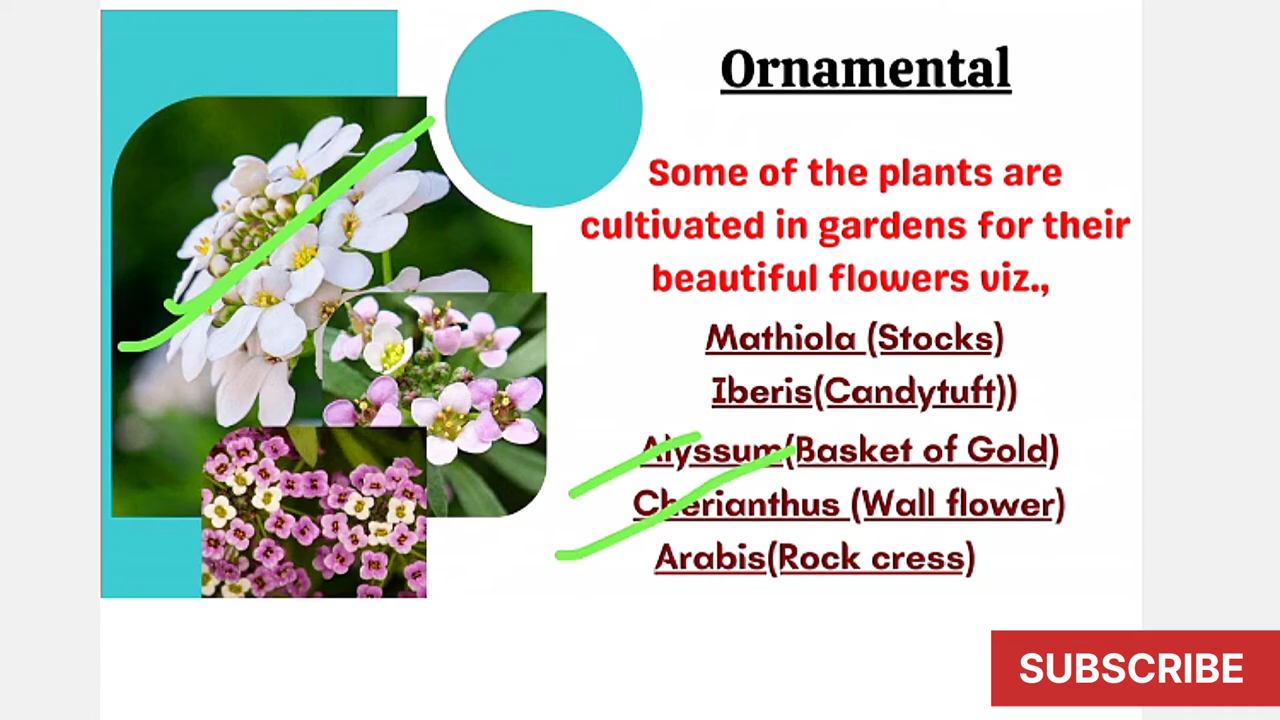 Ornamental
Some of the plants are
cultivated in gardens for their
beautiful flowers viz.,
Mathiola (Stocks)
Iberis(Candytuft))
Alyssum(Basket of Gold)
Cherianthus (Wall flower)
Arabis(Rock cress)
SUBSCRIBE